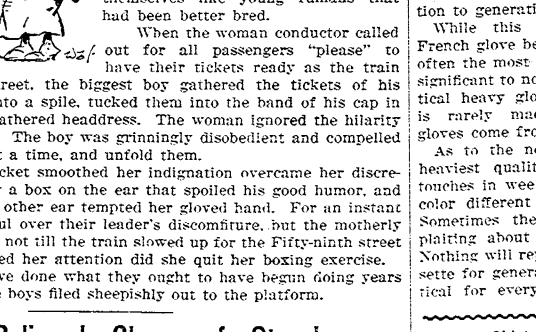 had been better bred.
When the woman conductor called
out for all passengers "please" to
have their tickets ready as the train
reet, the biggest boy gathered the tickets of his
nto a spile, tucked them into the band of his cap in
athered headdress. The woman ignored the hilarity
The boy was grinningly disobedient and compelled
t a time, and unfold them.
cket smoothed her indignation overcame her discre-
a box on the ear that spoiled his good humor, and
other ear tempted her gloved hand. For an instant
ul over their leader's discomfiture, but the motherly
not till the train slowed up for the Fifty-ninth street
ed her attention did she quit her boxing exercise.
ve done what they ought to have begun doing years
e boys filed sheepishly out to the platform.
tion to generati
While this
French glove be
often the most
significant to no
tical heavy glo
is rarely ma
gloves come fro
As to the ne
heaviest qualit
touches in wee
color different
Sometimes the
plaiting about
Nothing will re
sette for genera
tical for every